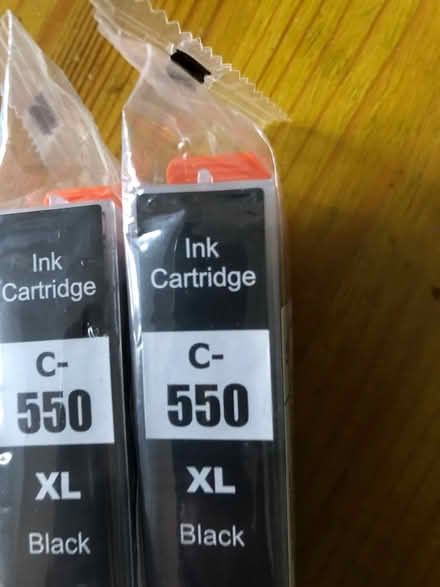 Ink
Cartridge
C-
550
XL
Black
Ink
Cartridge
C-
550
XL
Black